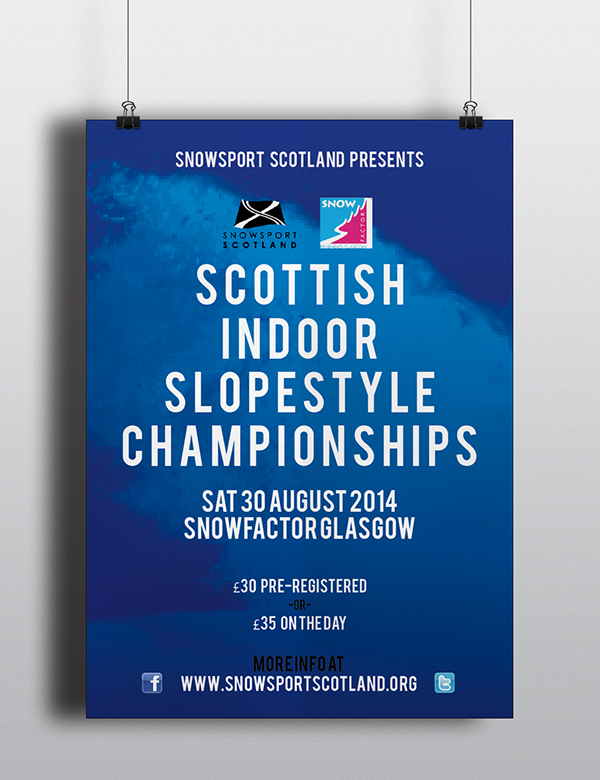 SNOWSPORT SCOTLAND PRESENTS
SNOWSPORT
SCOTLAND
SNOW
FACTOR
SCOTTISH
INDOOR
SLOPESTYLE
CHAMPIONSHIPS
SAT 30 AUGUST 2014
SNOWFACTOR GLASGOW
£30 PRE-REGISTERED
-OR-
£35 ON THE DAY
MORE INFO AT
f WWW.SNOWSPORTSCOTLAND.ORG t